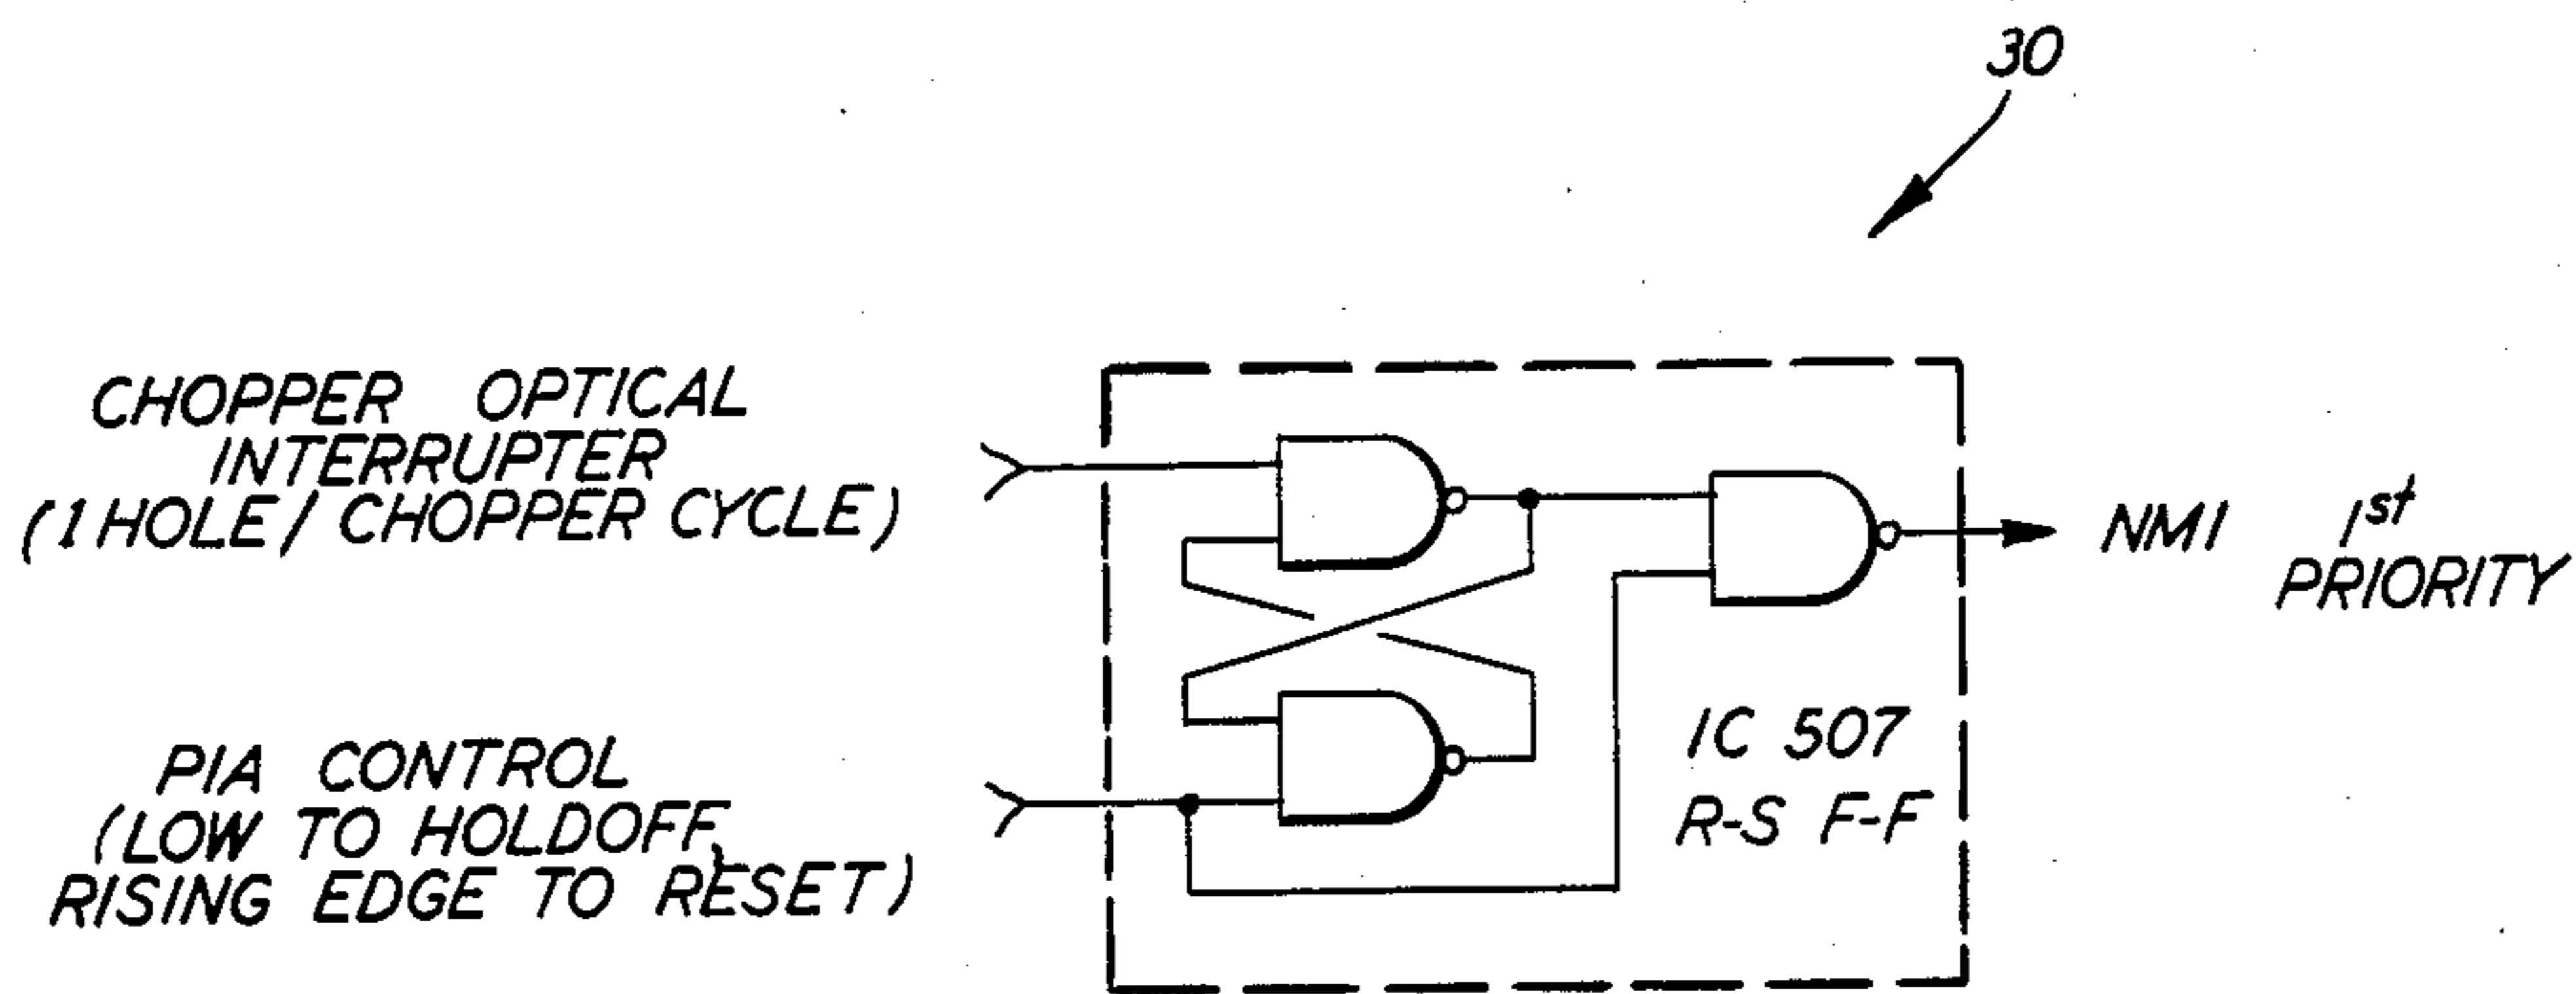 30
CHOPPER OPTICAL
INTERRUPTER
(1 HOLE / CHOPPER CYCLE)
NMI 1st
PRIORITY
PIA CONTROL
(LOW TO HOLDOFF,
RISING EDGE TO RESET)
IC 507
R-S F-F